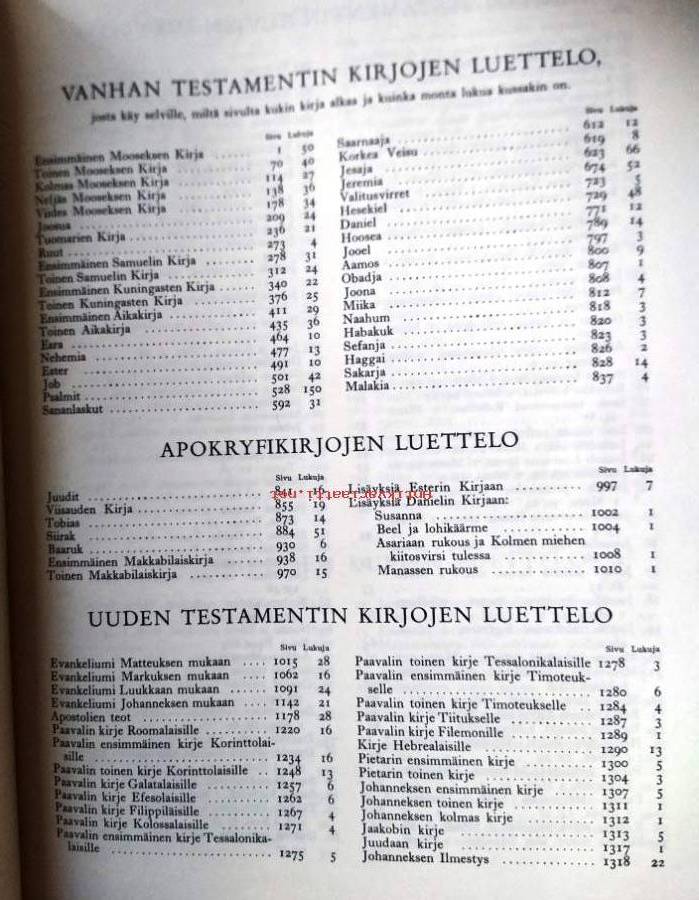 VANHAN TESTAMENTIN KIRJOJEN LUETTELO,
josta käy selville, miltä sivulta kukin kirja alkaa ja kuinka monta lukua kussakin on.
Sivu Lukuja
Ensimmäinen Mooseksen Kirja ...... 1 50
Toinen Mooseksen Kirja ...... 70 40
Kolmas Mooseksen Kirja ...... 114 27
Neljäs Mooseksen Kirja ...... 138 36
Viides Mooseksen Kirja ...... 178 34
Joosua ...... 209 24
Tuomarien Kirja ...... 236 21
Ruut ...... 273 4
Ensimmäinen Samuelin Kirja ...... 278 31
Toinen Samuelin Kirja ...... 312 24
Ensimmäinen Kuningasten Kirja ...... 340 22
Toinen Kuningasten Kirja ...... 376 25
Ensimmäinen Aikakirja ...... 411 29
Toinen Aikakirja ...... 435 36
Esra ...... 464 10
Nehemia ...... 477 13
Ester ...... 491 10
Job ...... 501 42
Psalmit ...... 528 150
Sananlaskut ...... 592 31
Sivu Lukuja
Saarnaaja ...... 612 12
Korkea Veisu ...... 619 8
Jesaja ...... 623 66
Jeremia ...... 674 52
Valitusvirret ...... 723 5
Hesekiel ...... 729 48
Daniel ...... 771 12
Hoosea ...... 789 14
Jooel ...... 797 3
Aamos ...... 800 9
Obadja ...... 807 1
Joona ...... 808 4
Miika ...... 812 7
Naahum ...... 818 3
Habakuk ...... 820 3
Sefanja ...... 823 3
Haggai ...... 826 2
Sakarja ...... 828 14
Malakia ...... 837 4
APOKRYFIKIRJOJEN LUETTELO
Sivu Lukuja
Juudit ...... 841 16
Viisauden Kirja ...... 855 19
Tobias ...... 873 14
Siirak ...... 884 51
Baaruk ...... 930 6
Ensimmäinen Makkabilaiskirja ...... 938 16
Toinen Makkabilaiskirja ...... 970 15
Sivu Lukuja
Lisäyksiä Esterin Kirjaan ...... 997 7
Lisäyksiä Danielin Kirjaan:
Susanna ...... 1002 1
Beel ja lohikäärme ...... 1004 1
Asariaan rukous ja Kolmen miehen
kiitosvirsi tulessa ...... 1008 1
Manassen rukous ...... 1010 1
antikvariaatti.net
UUDEN TESTAMENTIN KIRJOJEN LUETTELO
Sivu Lukuja
Evankeliumi Matteuksen mukaan .... 1015 28
Evankeliumi Markuksen mukaan .... 1062 16
Evankeliumi Luukkaan mukaan ...... 1091 24
Evankeliumi Johanneksen mukaan .... 1142 21
Apostolien teot ...... 1178 28
Paavalin kirje Roomalaisille ...... 1220 16
Paavalin ensimmäinen kirje Korinttolai-
sille ...... 1234 16
Paavalin toinen kirje Korinttolaisille .. 1248 13
Paavalin kirje Galatalaisille ...... 1257 6
Paavalin kirje Efesolaisille ...... 1262 6
Paavalin kirje Filippiläisille ...... 1267 4
Paavalin kirje Kolossalaisille ...... 1271 4
Paavalin ensimmäinen kirje Tessalonika-
laisille ...... 1275 5
Sivu Lukuja
Paavalin toinen kirje Tessalonikalaisille 1278 3
Paavalin ensimmäinen kirje Timoteuk-
selle ...... 1280 6
Paavalin toinen kirje Timoteukselle .. 1284 4
Paavalin kirje Tiitukselle ...... 1287 3
Paavalin kirje Filemonille ...... 1289 1
Kirje Hebrealaisille ...... 1290 13
Pietarin ensimmäinen kirje ...... 1300 5
Pietarin toinen kirje ...... 1304 3
Johanneksen ensimmäinen kirje ...... 1307 5
Johanneksen toinen kirje ...... 1311 1
Johanneksen kolmas kirje ...... 1312 1
Jaakobin kirje ...... 1313 5
Juudaan kirje ...... 1317 1
Johanneksen Ilmestys ...... 1318 22